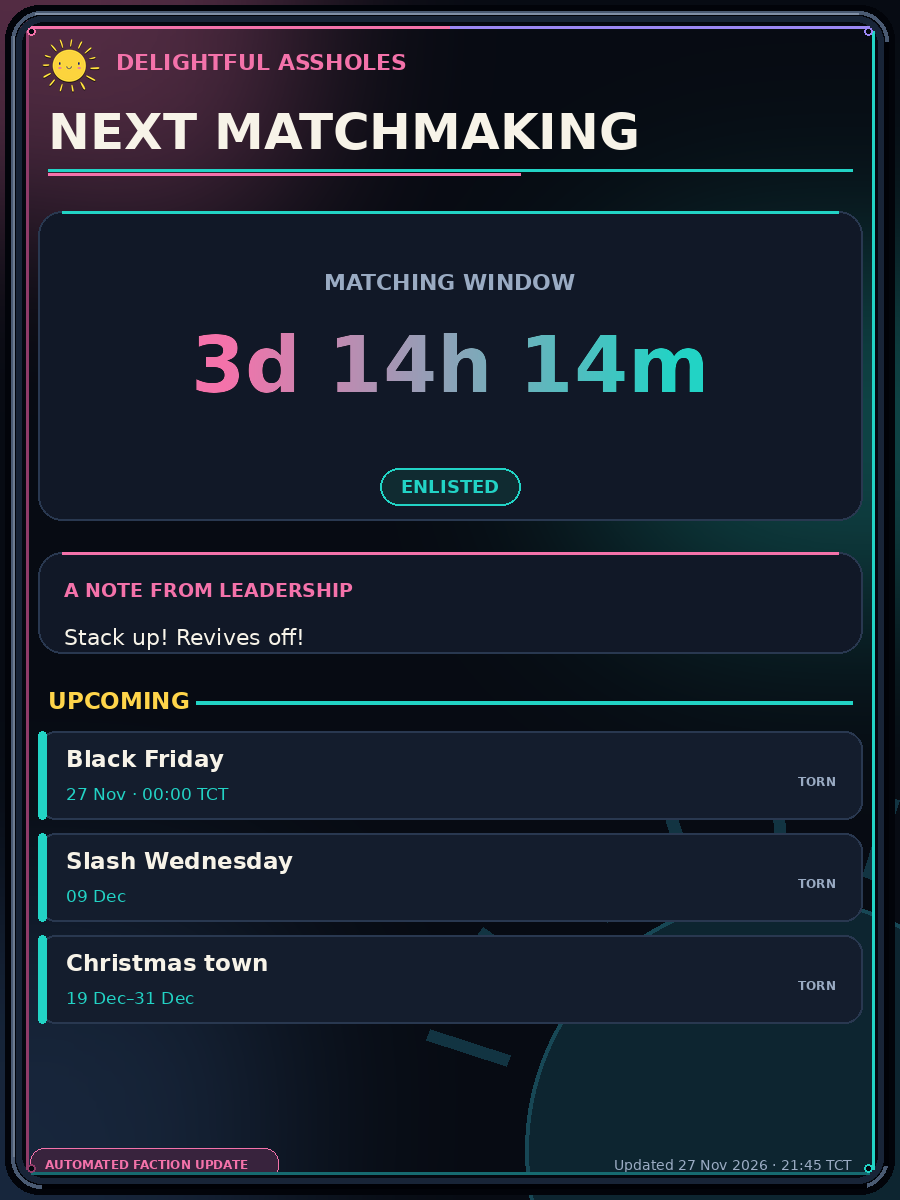 DELIGHTFUL ASSHOLES
NEXT MATCHMAKING
MATCHING WINDOW
3d 14h 14m
ENLISTED
A NOTE FROM LEADERSHIP
Stack up! Revives off!
UPCOMING
Black Friday
27 Nov · 00:00 TCT
TORN
Slash Wednesday
09 Dec
TORN
Christmas town
19 Dec–31 Dec
TORN
AUTOMATED FACTION UPDATE
Updated 27 Nov 2026 · 21:45 TCT